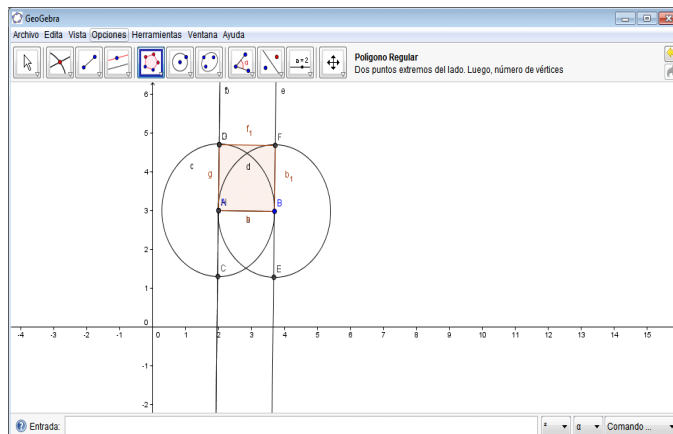 GeoGebra
Archivo Edita Vista Opciones Herramientas Ventana Ayuda
α
a = 2
Poligono Regular
Dos puntos extremos del lado. Luego, número de vértices
6
e
5
D
f1
F
c
d
4
g
b1
3
B
2
C
E
1
0
-4 -3 -2 -1 0 1 2 3 4 5 6 7 8 9 10 11 12 13 14 15
-1
-2
Entrada:
α
Comando ...